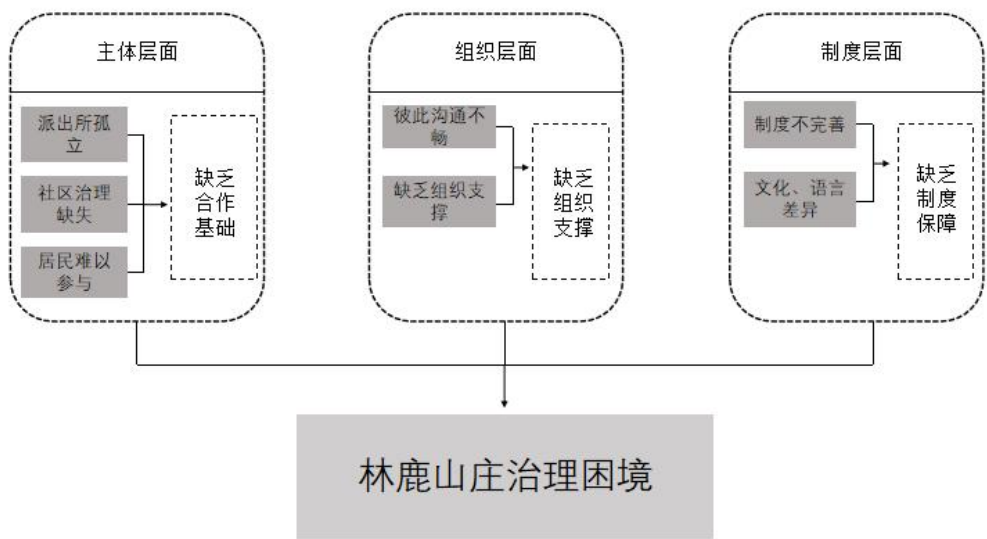 主体层面
派出所孤
立
社区治理
缺失
居民难以
参与
缺乏
合作
基础
组织层面
彼此沟通不
畅
缺乏组织支
撑
缺乏
组织
支撑
制度层面
制度不完善
文化、语言
差异
缺乏
制度
保障
林鹿山庄治理困境